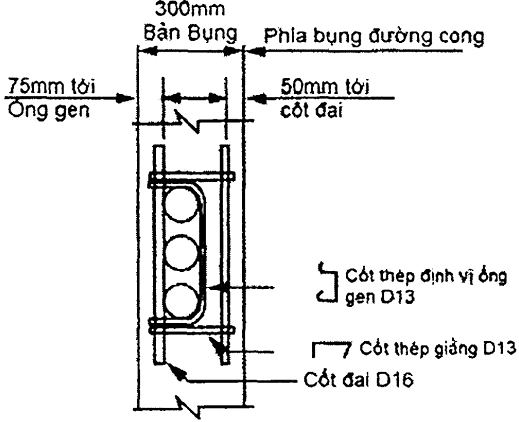 300mm
Bản Bụng
Phía bụng đường cong
75mm tới
Ống gen
50mm tới
cốt đai
Cốt thép định vị ống
gen D13
Cốt thép giằng D13
Cốt đai D16